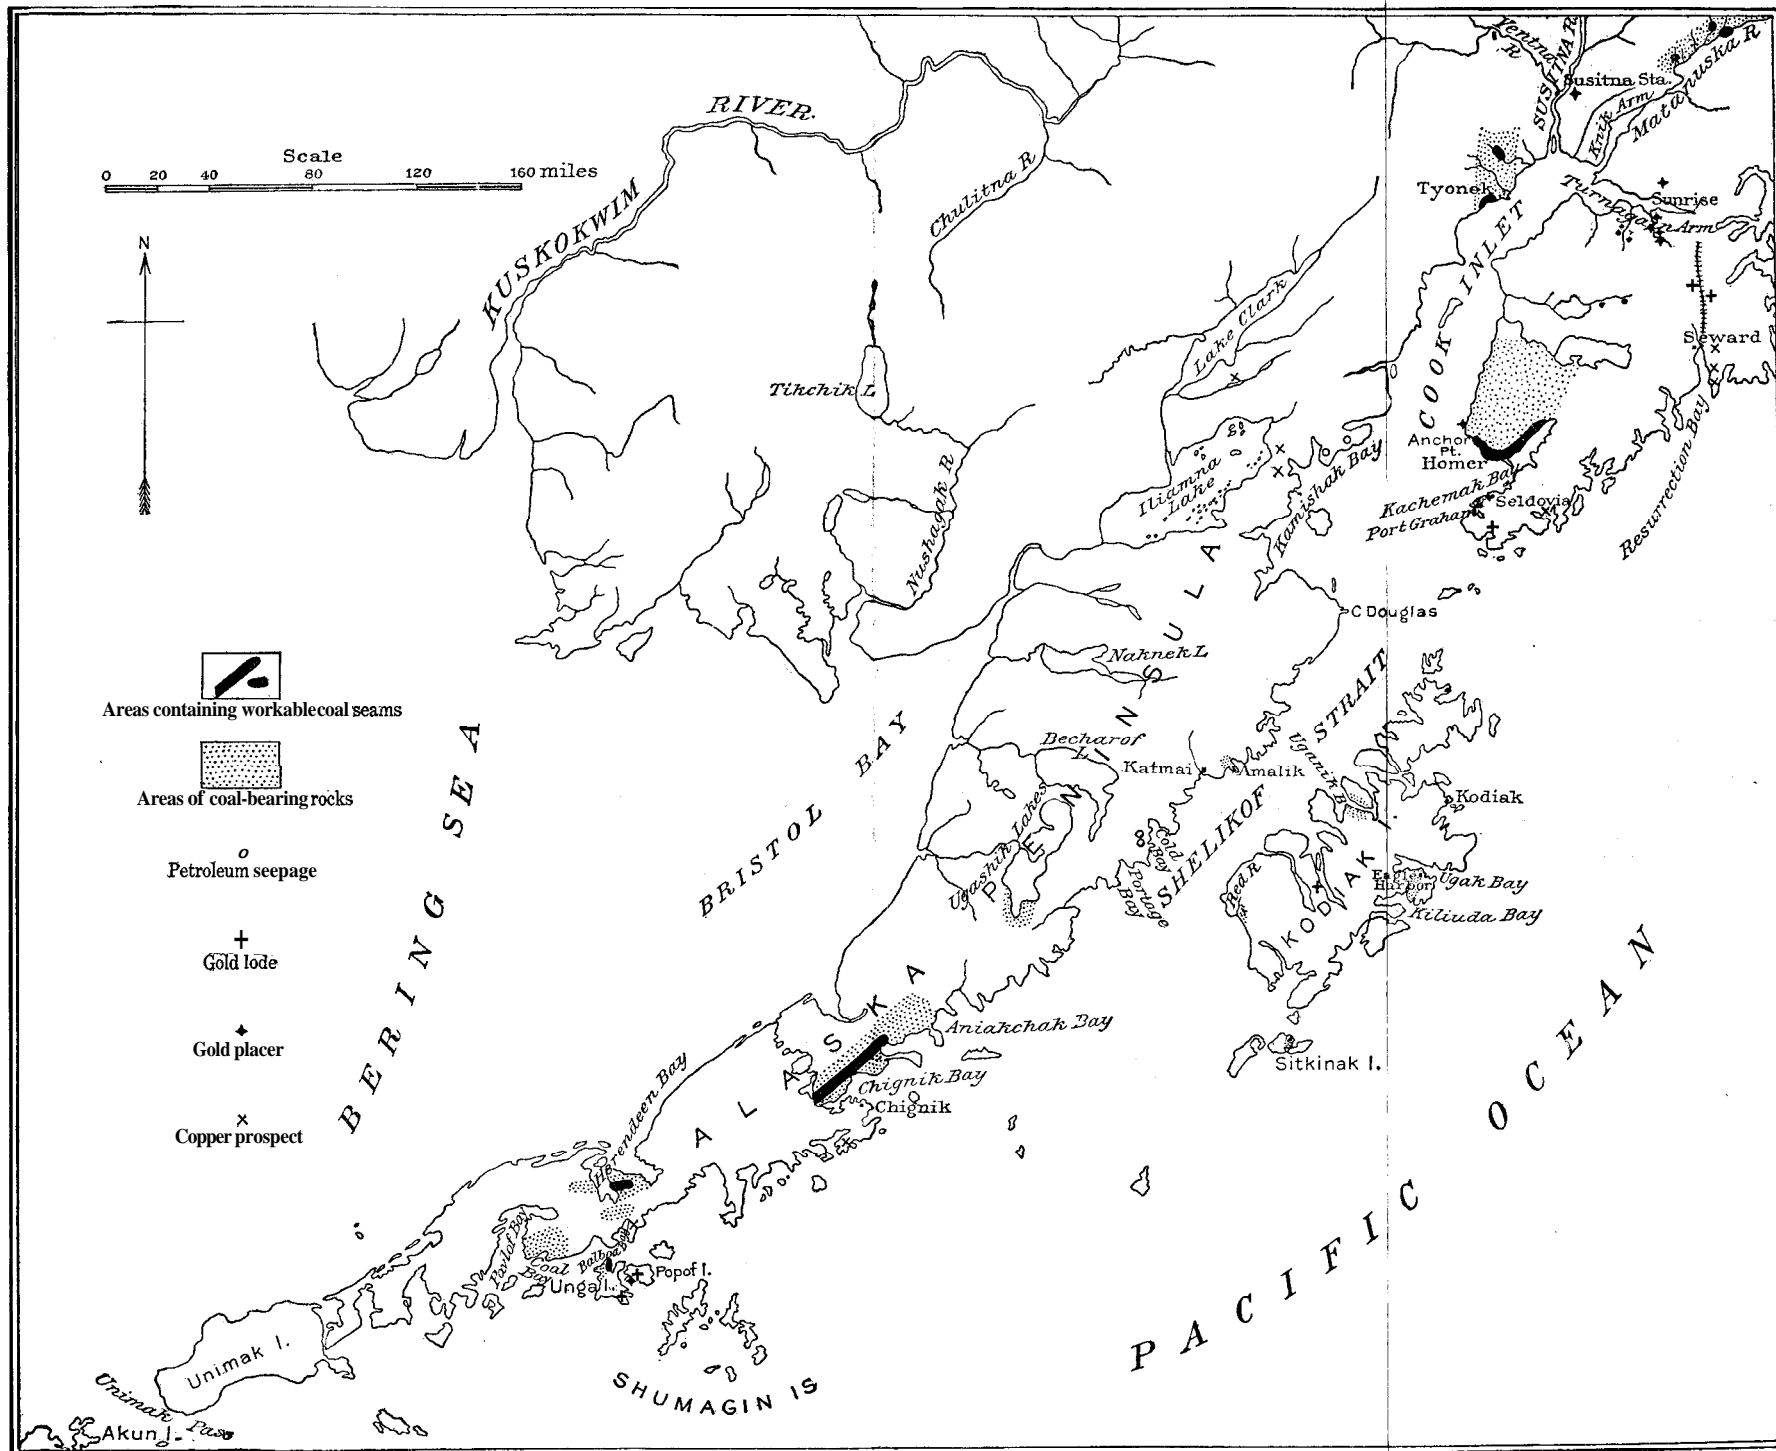 Yentna
R
SUSITNA R.
Susitna Sta.
Knik Arm
Matanuska R
RIVER.
Scale
0 20 40 80 120 160 miles
KUSKOKWIM
Chulitna R
Tyonek
Turnagain Arm
Sunrise
N
COOK INLET
Lake Clark
Seward
Tikchik L
Anchor
Pt.
Homer
Iliamna
Lake
Kamishak Bay
Kachemak Bay
Seldovia
Port Graham
Resurrection Bay
Nushagak R
C Douglas
Naknek L
Areas containing workable coal seams
Areas of coal-bearing rocks
Petroleum seepage
Gold lode
Gold placer
Copper prospect
BERING SEA
BRISTOL BAY
Becharof
L
Katmai
Amalik
Uganik B
SHELIKOF STRAIT
Kodiak
Ugashik Lakes
Cold
Bay
Portage
Bay
Red R
KODIAK I.
Eagle
Harbor
Ugak Bay
Kiliuda Bay
ALASKA PENINSULA
Aniakchak Bay
Chignik Bay
Chignik
Sitkinak I.
Herendeen Bay
Pavlof Bay
Coal
Bay
Balboa Bay
Unga I.
Popof I.
PACIFIC OCEAN
Unimak I.
SHUMAGIN IS
Unimak Pass
Akun I.